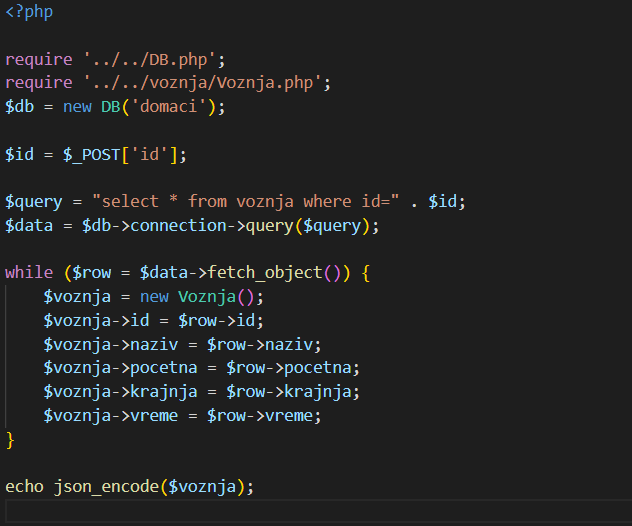 <?php
require '../../DB.php';
require '../../voznja/Voznja.php';
$db = new DB('domaci');
$id = $_POST['id'];
$query = "select * from voznja where id=" . $id;
$data = $db->connection->query($query);
while ($row = $data->fetch_object()) {
    $voznja = new Voznja();
    $voznja->id = $row->id;
    $voznja->naziv = $row->naziv;
    $voznja->pocetna = $row->pocetna;
    $voznja->krajnja = $row->krajnja;
    $voznja->vreme = $row->vreme;
}
echo json_encode($voznja);